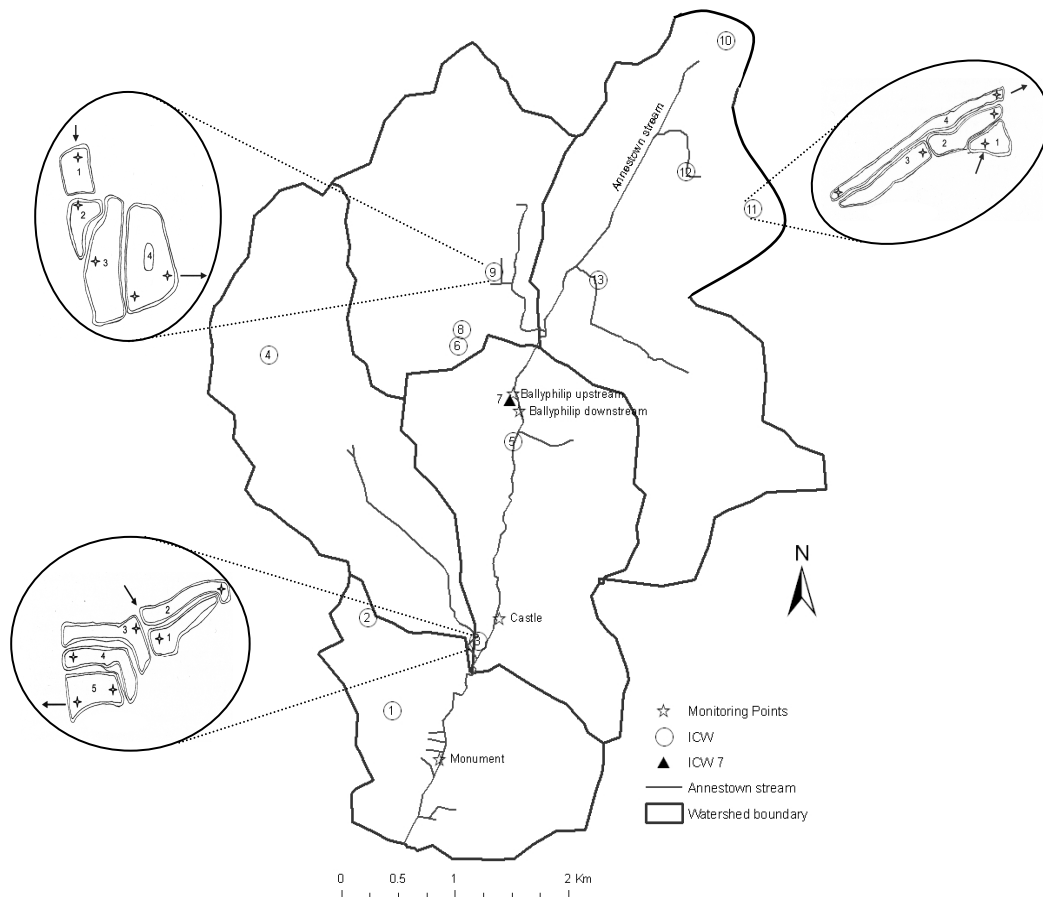 10
Annestown stream
4
1
2
3
12
11
1
2
3
4
9
13
8
6
4
7
Ballyphilip upstream
Ballyphilip downstream
5
N
2
3
1
4
5
2
3
Castle
1
Monument
Monitoring Points
ICW
ICW 7
Annestown stream
Watershed boundary
0 0.5 1 2 Km